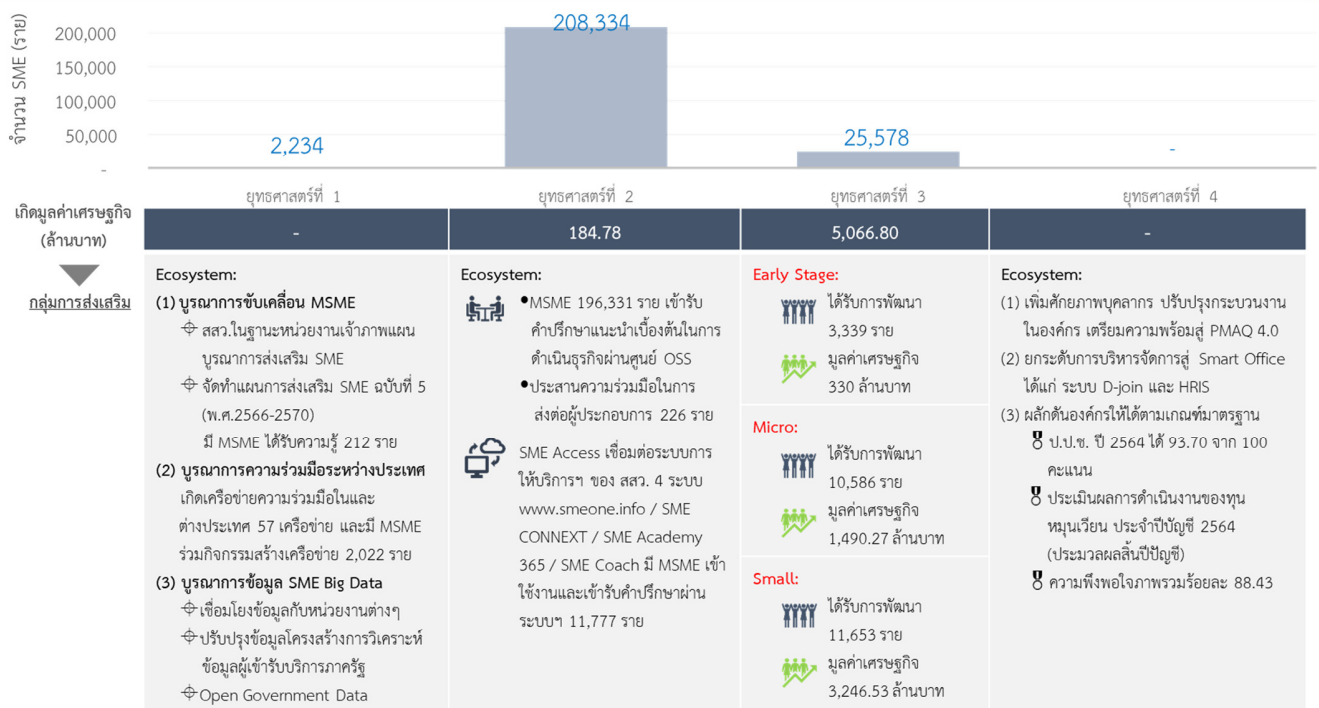 จำนวน SME (ราย)
200,000
150,000
100,000
50,000
-
2,234
208,334
25,578
-
ยุทธศาสตร์ที่ 1
ยุทธศาสตร์ที่ 2
ยุทธศาสตร์ที่ 3
ยุทธศาสตร์ที่ 4
เกิดมูลค่าเศรษฐกิจ
(ล้านบาท)
-
184.78
5,066.80
-
กลุ่มการส่งเสริม
Ecosystem:
(1) บูรณาการขับเคลื่อน MSME
สสว.ในฐานะหน่วยงานเจ้าภาพแผน
บูรณาการส่งเสริม SME
จัดทำแผนการส่งเสริม SME ฉบับที่ 5
(พ.ศ.2566-2570)
มี MSME ได้รับความรู้ 212 ราย
(2) บูรณาการความร่วมมือระหว่างประเทศ
เกิดเครือข่ายความร่วมมือในและ
ต่างประเทศ 57 เครือข่าย และมี MSME
ร่วมกิจกรรมสร้างเครือข่าย 2,022 ราย
(3) บูรณาการข้อมูล SME Big Data
เชื่อมโยงข้อมูลกับหน่วยงานต่างๆ
ปรับปรุงข้อมูลโครงสร้างการวิเคราะห์
ข้อมูลผู้เข้ารับบริการภาครัฐ
Open Government Data
Ecosystem:
●MSME 196,331 ราย เข้ารับ
คำปรึกษาแนะนำเบื้องต้นในการ
ดำเนินธุรกิจผ่านศูนย์ OSS
●ประสานความร่วมมือในการ
ส่งต่อผู้ประกอบการ 226 ราย
SME Access เชื่อมต่อระบบการ
ให้บริการฯ ของ สสว. 4 ระบบ
www.smeone.info / SME
CONNEXT / SME Academy
365 / SME Coach มี MSME เข้า
ใช้งานและเข้ารับคำปรึกษาผ่าน
ระบบฯ 11,777 ราย
Early Stage:
ได้รับการพัฒนา
3,339 ราย
มูลค่าเศรษฐกิจ
330 ล้านบาท
Micro:
ได้รับการพัฒนา
10,586 ราย
มูลค่าเศรษฐกิจ
1,490.27 ล้านบาท
Small:
ได้รับการพัฒนา
11,653 ราย
มูลค่าเศรษฐกิจ
3,246.53 ล้านบาท
Ecosystem:
(1) เพิ่มศักยภาพบุคลากร ปรับปรุงกระบวนงาน
ในองค์กร เตรียมความพร้อมสู่ PMAQ 4.0
(2) ยกระดับการบริหารจัดการสู่ Smart Office
ได้แก่ ระบบ D-join และ HRIS
(3) ผลักดันองค์กรให้ได้ตามเกณฑ์มาตรฐาน
ป.ป.ช. ปี 2564 ได้ 93.70 จาก 100
คะแนน
ประเมินผลการดำเนินงานของทุน
หมุนเวียน ประจำปีบัญชี 2564
(ประมวลผลสิ้นปีปัญชี)
ความพึงพอใจภาพรวมร้อยละ 88.43